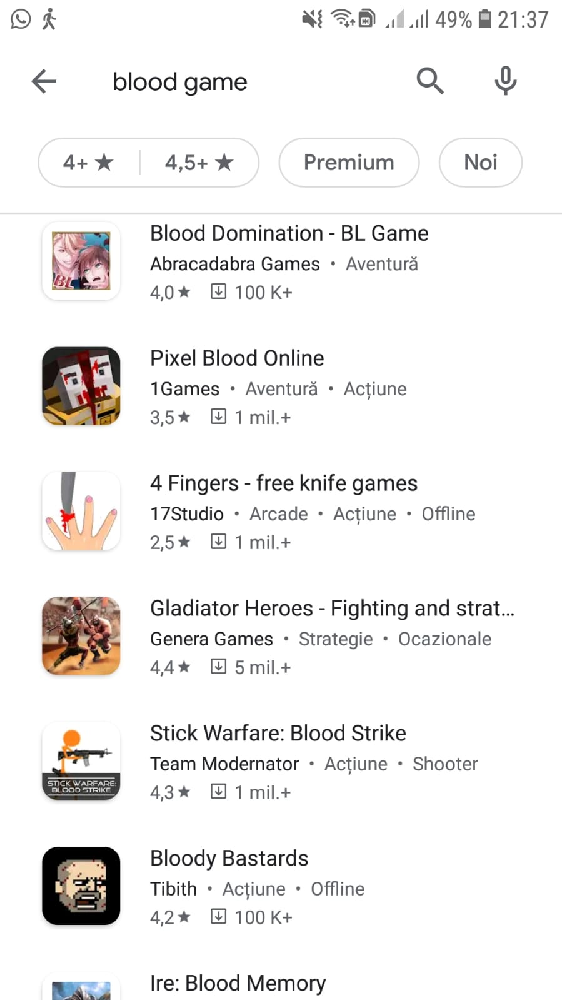 49% 21:37
blood game
4+ ★ 4,5+ ★ Premium Noi
Blood Domination - BL Game
Abracadabra Games • Aventură
4,0 ★ 100 K+
BL
Pixel Blood Online
1Games • Aventură • Acțiune
3,5 ★ 1 mil.+
4 Fingers - free knife games
17Studio • Arcade • Acțiune • Offline
2,5 ★ 1 mil.+
Gladiator Heroes - Fighting and strat...
Genera Games • Strategie • Ocazionale
4,4 ★ 5 mil.+
Stick Warfare: Blood Strike
Team Modernator • Acțiune • Shooter
4,3 ★ 1 mil.+
STICK WARFARE:
BLOOD STRIKE
Bloody Bastards
Tibith • Acțiune • Offline
4,2 ★ 100 K+
Ire: Blood Memory